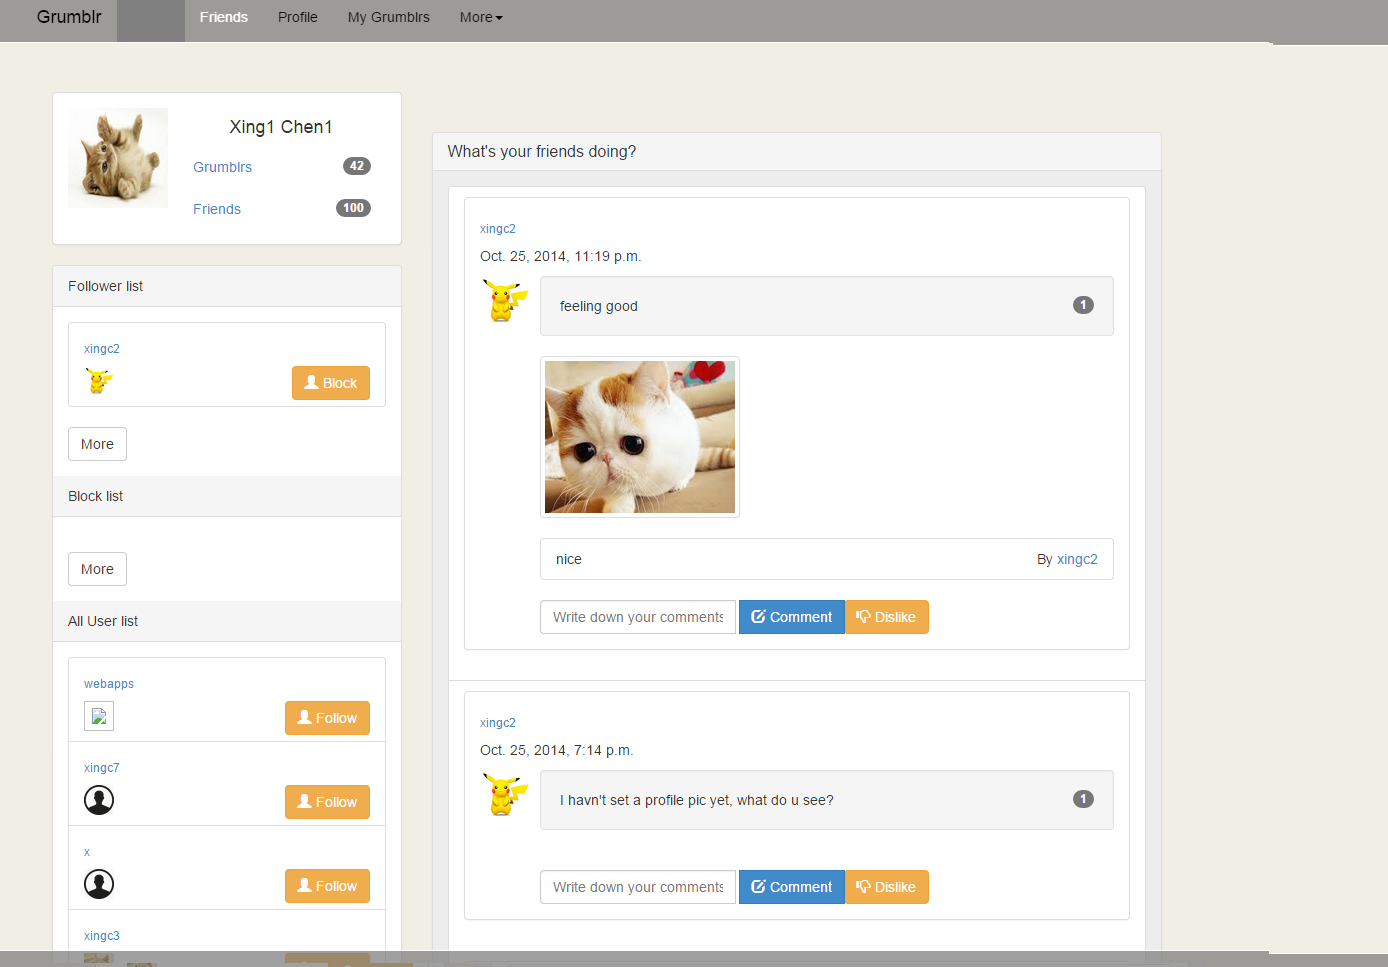 Grumblr Friends Profile My Grumblrs More
Xing1 Chen1
Grumblrs 42
Friends 100
Follower list
xingc2
Block
More
Block list
More
All User list
webapps
Follow
xingc7
Follow
x
Follow
xingc3
What's your friends doing?
xingc2
Oct. 25, 2014, 11:19 p.m.
feeling good 1
nice By xingc2
Write down your comments Comment Dislike
xingc2
Oct. 25, 2014, 7:14 p.m.
I havn't set a profile pic yet, what do u see? 1
Write down your comments Comment Dislike